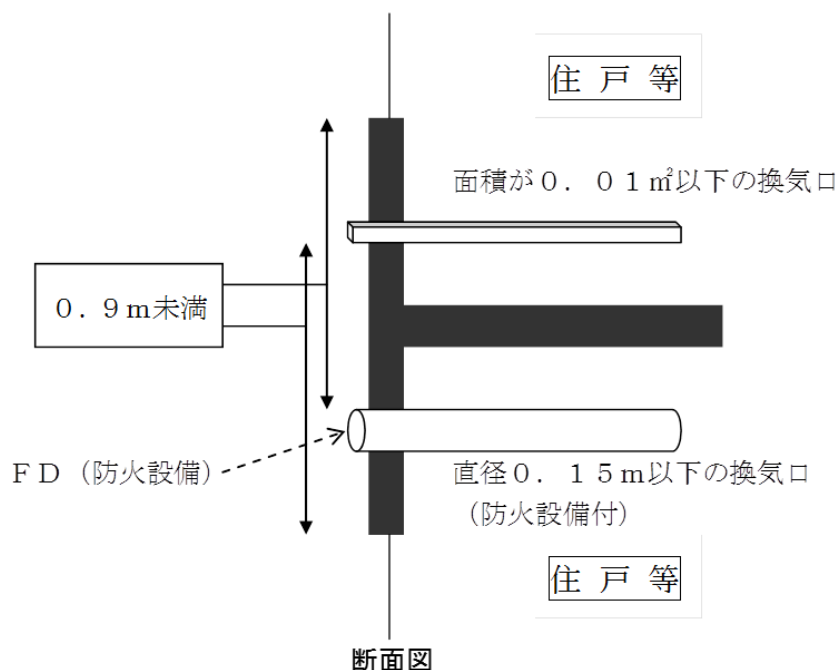 住 戸 等
面積が０．０１㎡以下の換気口
０．９ｍ未満
ＦＤ（防火設備）
直径０．１５ｍ以下の換気口
（防火設備付）
住 戸 等
断面図